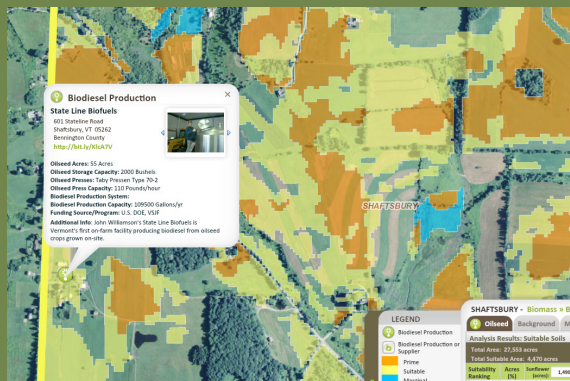 Biodiesel Production
State Line Biofuels
601 Stateline Road
Shaftsbury, VT 05262
Bennington County
http://bit.ly/KlcA7V
Oilseed Acres: 55 Acres
Oilseed Storage Capacity: 2000 Bushels
Oilseed Presses: Taby Pressen Type 70-2
Oilseed Press Capacity: 110 Pounds/hour
Biodiesel Production System:
Biodiesel Production Capacity: 109500 Gallons/yr
Funding Source/Program: U.S. DOE, VSJF
Additional Info: John Williamson's State Line Biofuels is
Vermont's first on-farm facility producing biodiesel from oilseed
crops grown on-site.
SHAFTSBURY
LEGEND
Biodiesel Production
Biodiesel Production or
Supplier
Prime
Suitable
Marginal
SHAFTSBURY - Biomass » B
Oilseed Background M
Analysis Results: Suitable Soils
Total Area: 27,553 acres
Total Suitable Area: 4,470 acres
Suitability Acres Sunflower 1,490
Ranking (%) (acres):